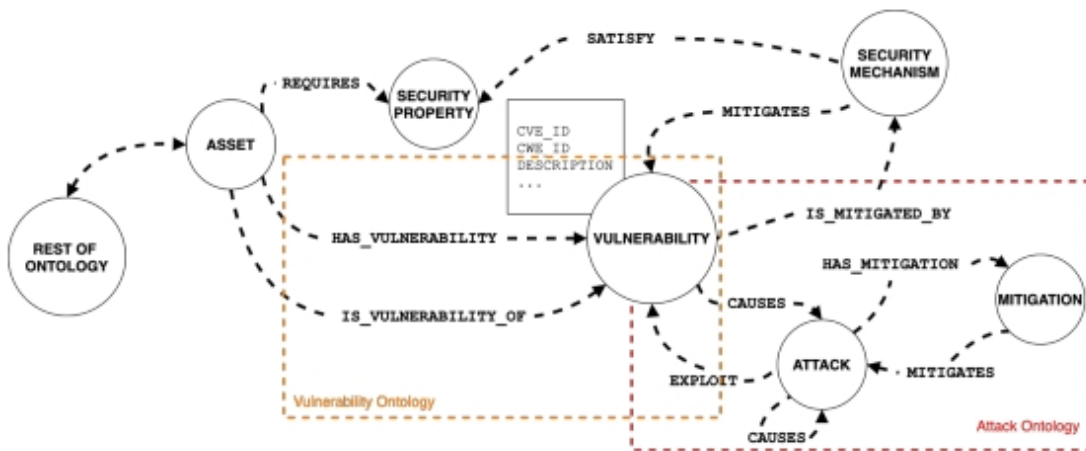 SATISFY
SECURITY
MECHANISM
REQUIRES
SECURITY
PROPERTY
MITIGATES
ASSET
CVE_ID
CWE_ID
DESCRIPTION
...
IS_MITIGATED_BY
HAS_VULNERABILITY
VULNERABILITY
REST OF
ONTOLOGY
HAS_MITIGATION
MITIGATION
IS_VULNERABILITY_OF
CAUSES
ATTACK
MITIGATES
EXPLOIT
Vulnerability Ontology
CAUSES
Attack Ontology